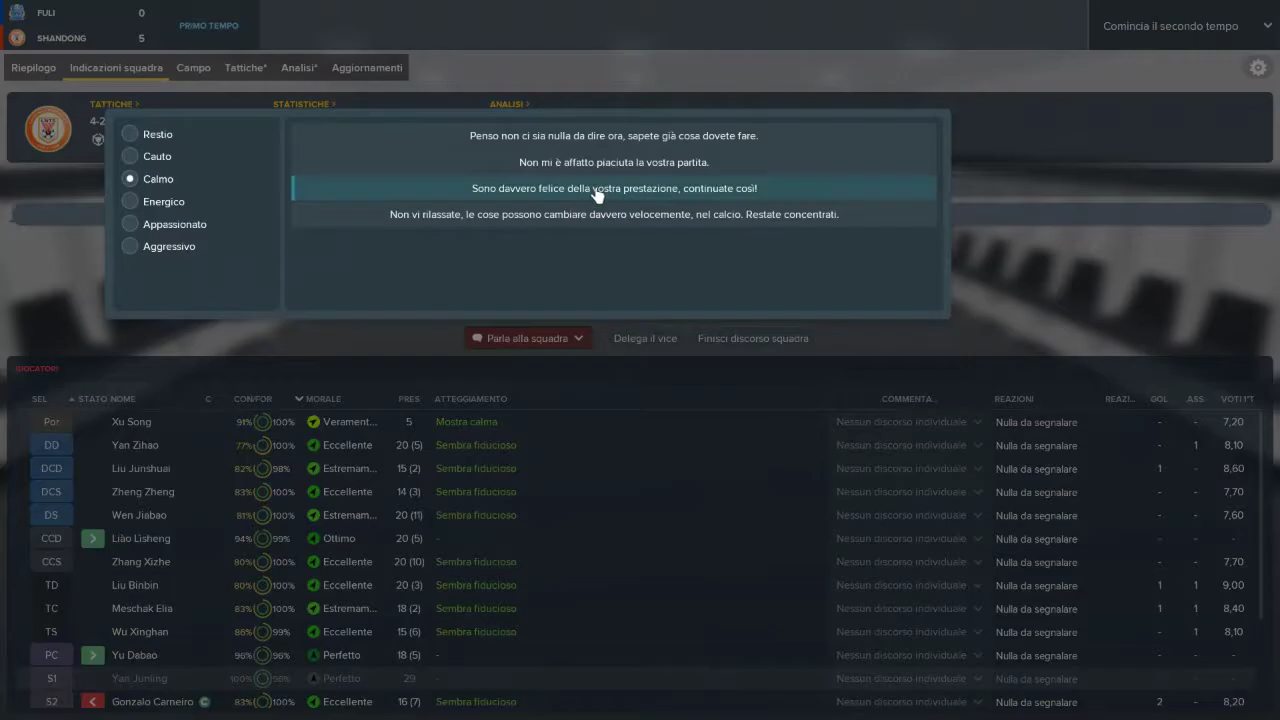 FULI 0
SHANDONG 5
PRIMO TEMPO
Comincia il secondo tempo
Riepilogo Indicazioni squadra Campo Tattiche* Analisi* Aggiornamenti
TATTICHE > STATISTICHE > ANALISI >
4-2
Restio
Cauto
Calmo
Energico
Appassionato
Aggressivo
Penso non ci sia nulla da dire ora, sapete già cosa dovete fare.
Non mi è affatto piaciuta la vostra partita.
Sono davvero felice della vostra prestazione, continuate così!
Non vi rilassate, le cose possono cambiare davvero velocemente, nel calcio. Restate concentrati.
Parla alla squadra Delega il vice Finisci discorso squadra
GIOCATORI
SEL STATO NOME C CON/FOR MORALE PRES ATTEGGIAMENTO COMMENTA... REAZIONI REAZI... GOL ASS VOTI 1°T
Por Xu Song 91% 100% Verament... 5 Mostra calma Nessun discorso individuale Nulla da segnalare - - 7,20
DD Yan Zihao 77% 100% Eccellente 20 (5) Sembra fiducioso Nessun discorso individuale Nulla da segnalare - 1 8,10
DCD Liu Junshuai 82% 98% Estremam... 15 (2) Sembra fiducioso Nessun discorso individuale Nulla da segnalare 1 - 8,60
DCS Zheng Zheng 83% 100% Eccellente 14 (3) Sembra fiducioso Nessun discorso individuale Nulla da segnalare - - 7,70
DS Wen Jiabao 81% 100% Estremam... 20 (11) Sembra fiducioso Nessun discorso individuale Nulla da segnalare - - 7,60
CCD Liào Lìsheng 94% 99% Ottimo 20 (5) - Nessun discorso individuale Nulla da segnalare - - -
CCS Zhang Xizhe 80% 100% Eccellente 20 (10) Sembra fiducioso Nessun discorso individuale Nulla da segnalare - - 7,70
TD Liu Binbin 80% 100% Eccellente 20 (3) Sembra fiducioso Nessun discorso individuale Nulla da segnalare 1 1 9,00
TC Meschak Elia 83% 100% Estremam... 18 (2) Sembra fiducioso Nessun discorso individuale Nulla da segnalare 1 1 8,40
TS Wu Xinghan 86% 99% Eccellente 15 (6) Sembra fiducioso Nessun discorso individuale Nulla da segnalare - 1 8,10
PC Yu Dabao 96% 96% Perfetto 18 (5) - Nessun discorso individuale Nulla da segnalare - - -
S1 Yan Junling 100% 96% Perfetto 29 - Nessun discorso individuale Nulla da segnalare - - -
S2 Gonzalo Carneiro C 83% 100% Eccellente 16 (7) Sembra fiducioso Nessun discorso individuale Nulla da segnalare 2 - 8,20